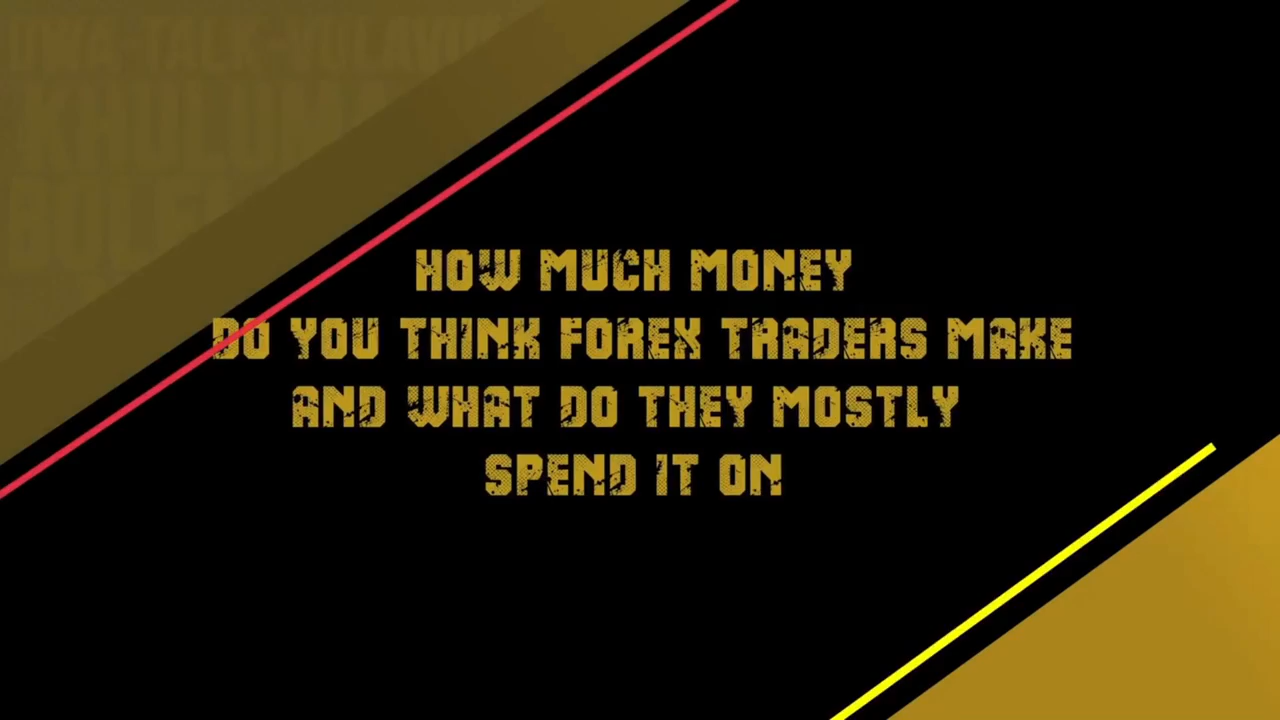 HOW MUCH MONEY
DO YOU THINK FOREX TRADERS MAKE
AND WHAT DO THEY MOSTLY
SPEND IT ON